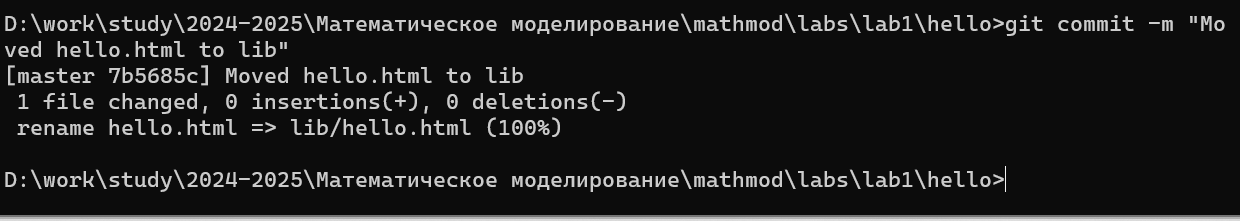 D:\work\study\2024-2025\Математическое моделирование\mathmod\labs\lab1\hello>git commit -m "Mo
ved hello.html to lib"
[master 7b5685c] Moved hello.html to lib
 1 file changed, 0 insertions(+), 0 deletions(-)
 rename hello.html => lib/hello.html (100%)

D:\work\study\2024-2025\Математическое моделирование\mathmod\labs\lab1\hello>